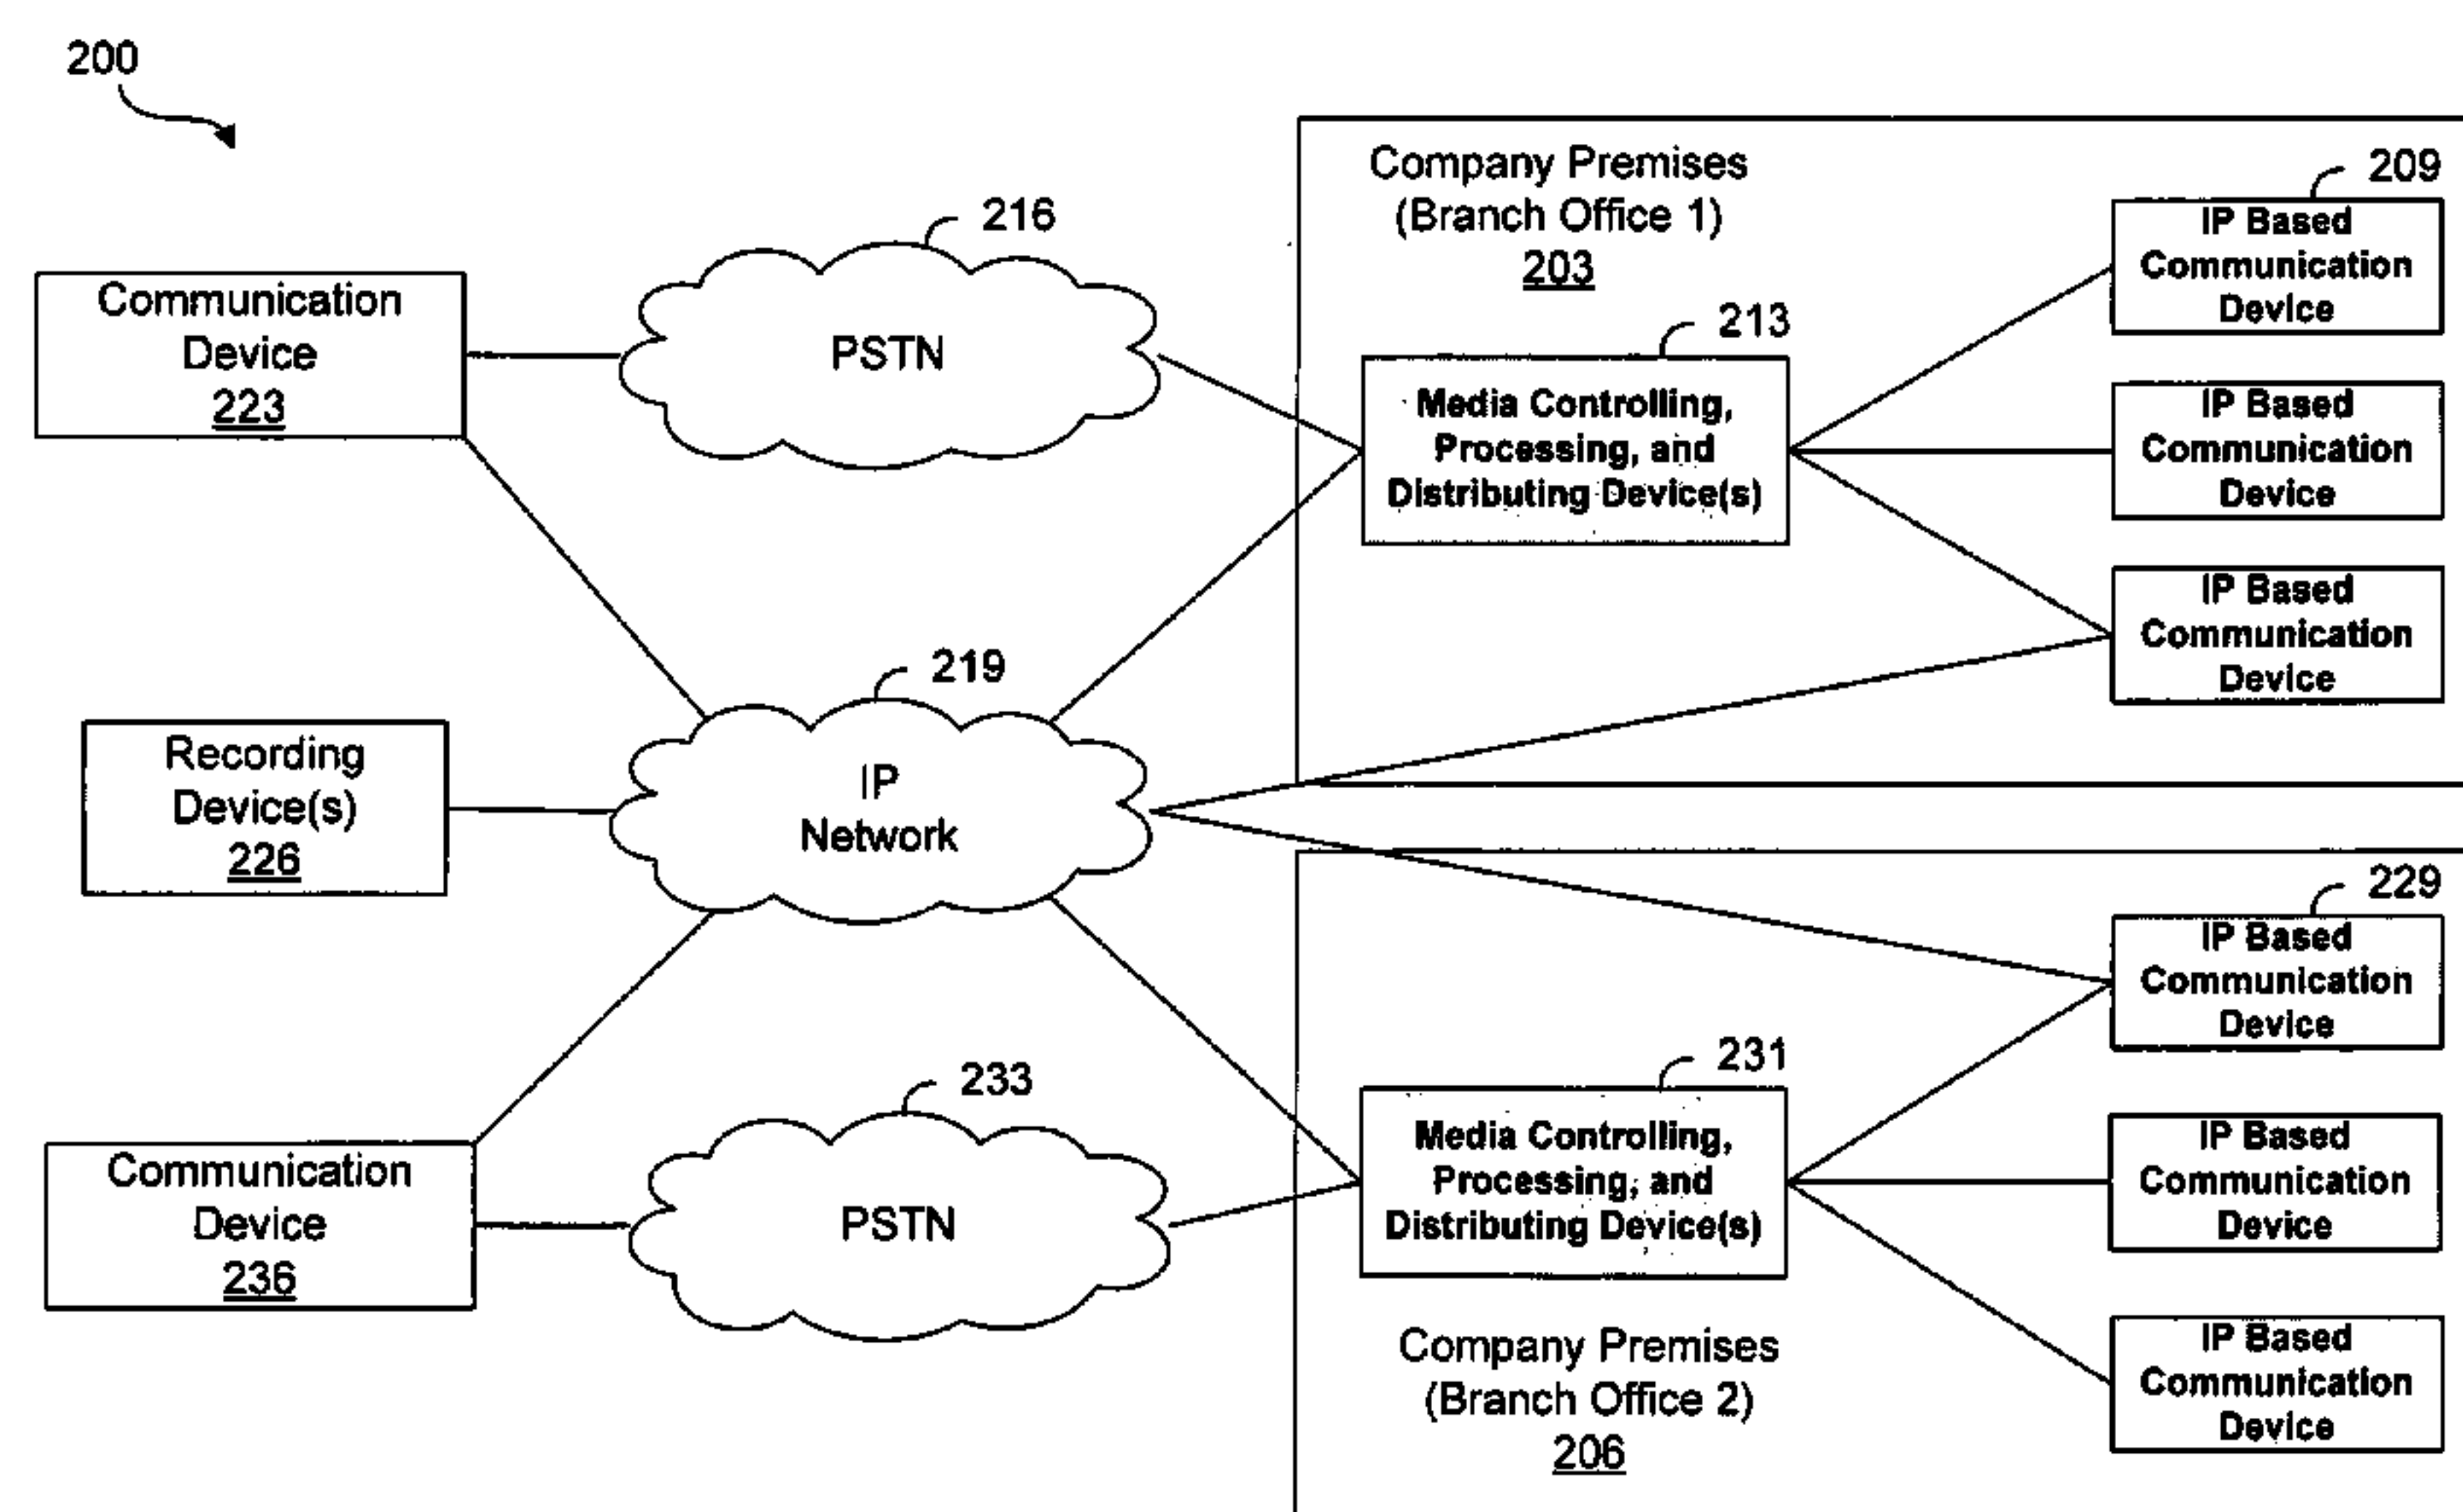 200
Communication
Device
223
216
PSTN
Company Premises
(Branch Office 1)
203
213
Media Controlling,
Processing, and
Distributing Device(s)
209
IP Based
Communication
Device
IP Based
Communication
Device
IP Based
Communication
Device
Recording
Device(s)
226
219
IP
Network
229
IP Based
Communication
Device
Communication
Device
236
233
PSTN
231
Media Controlling,
Processing, and
Distributing Device(s)
IP Based
Communication
Device
Company Premises
(Branch Office 2)
206
IP Based
Communication
Device